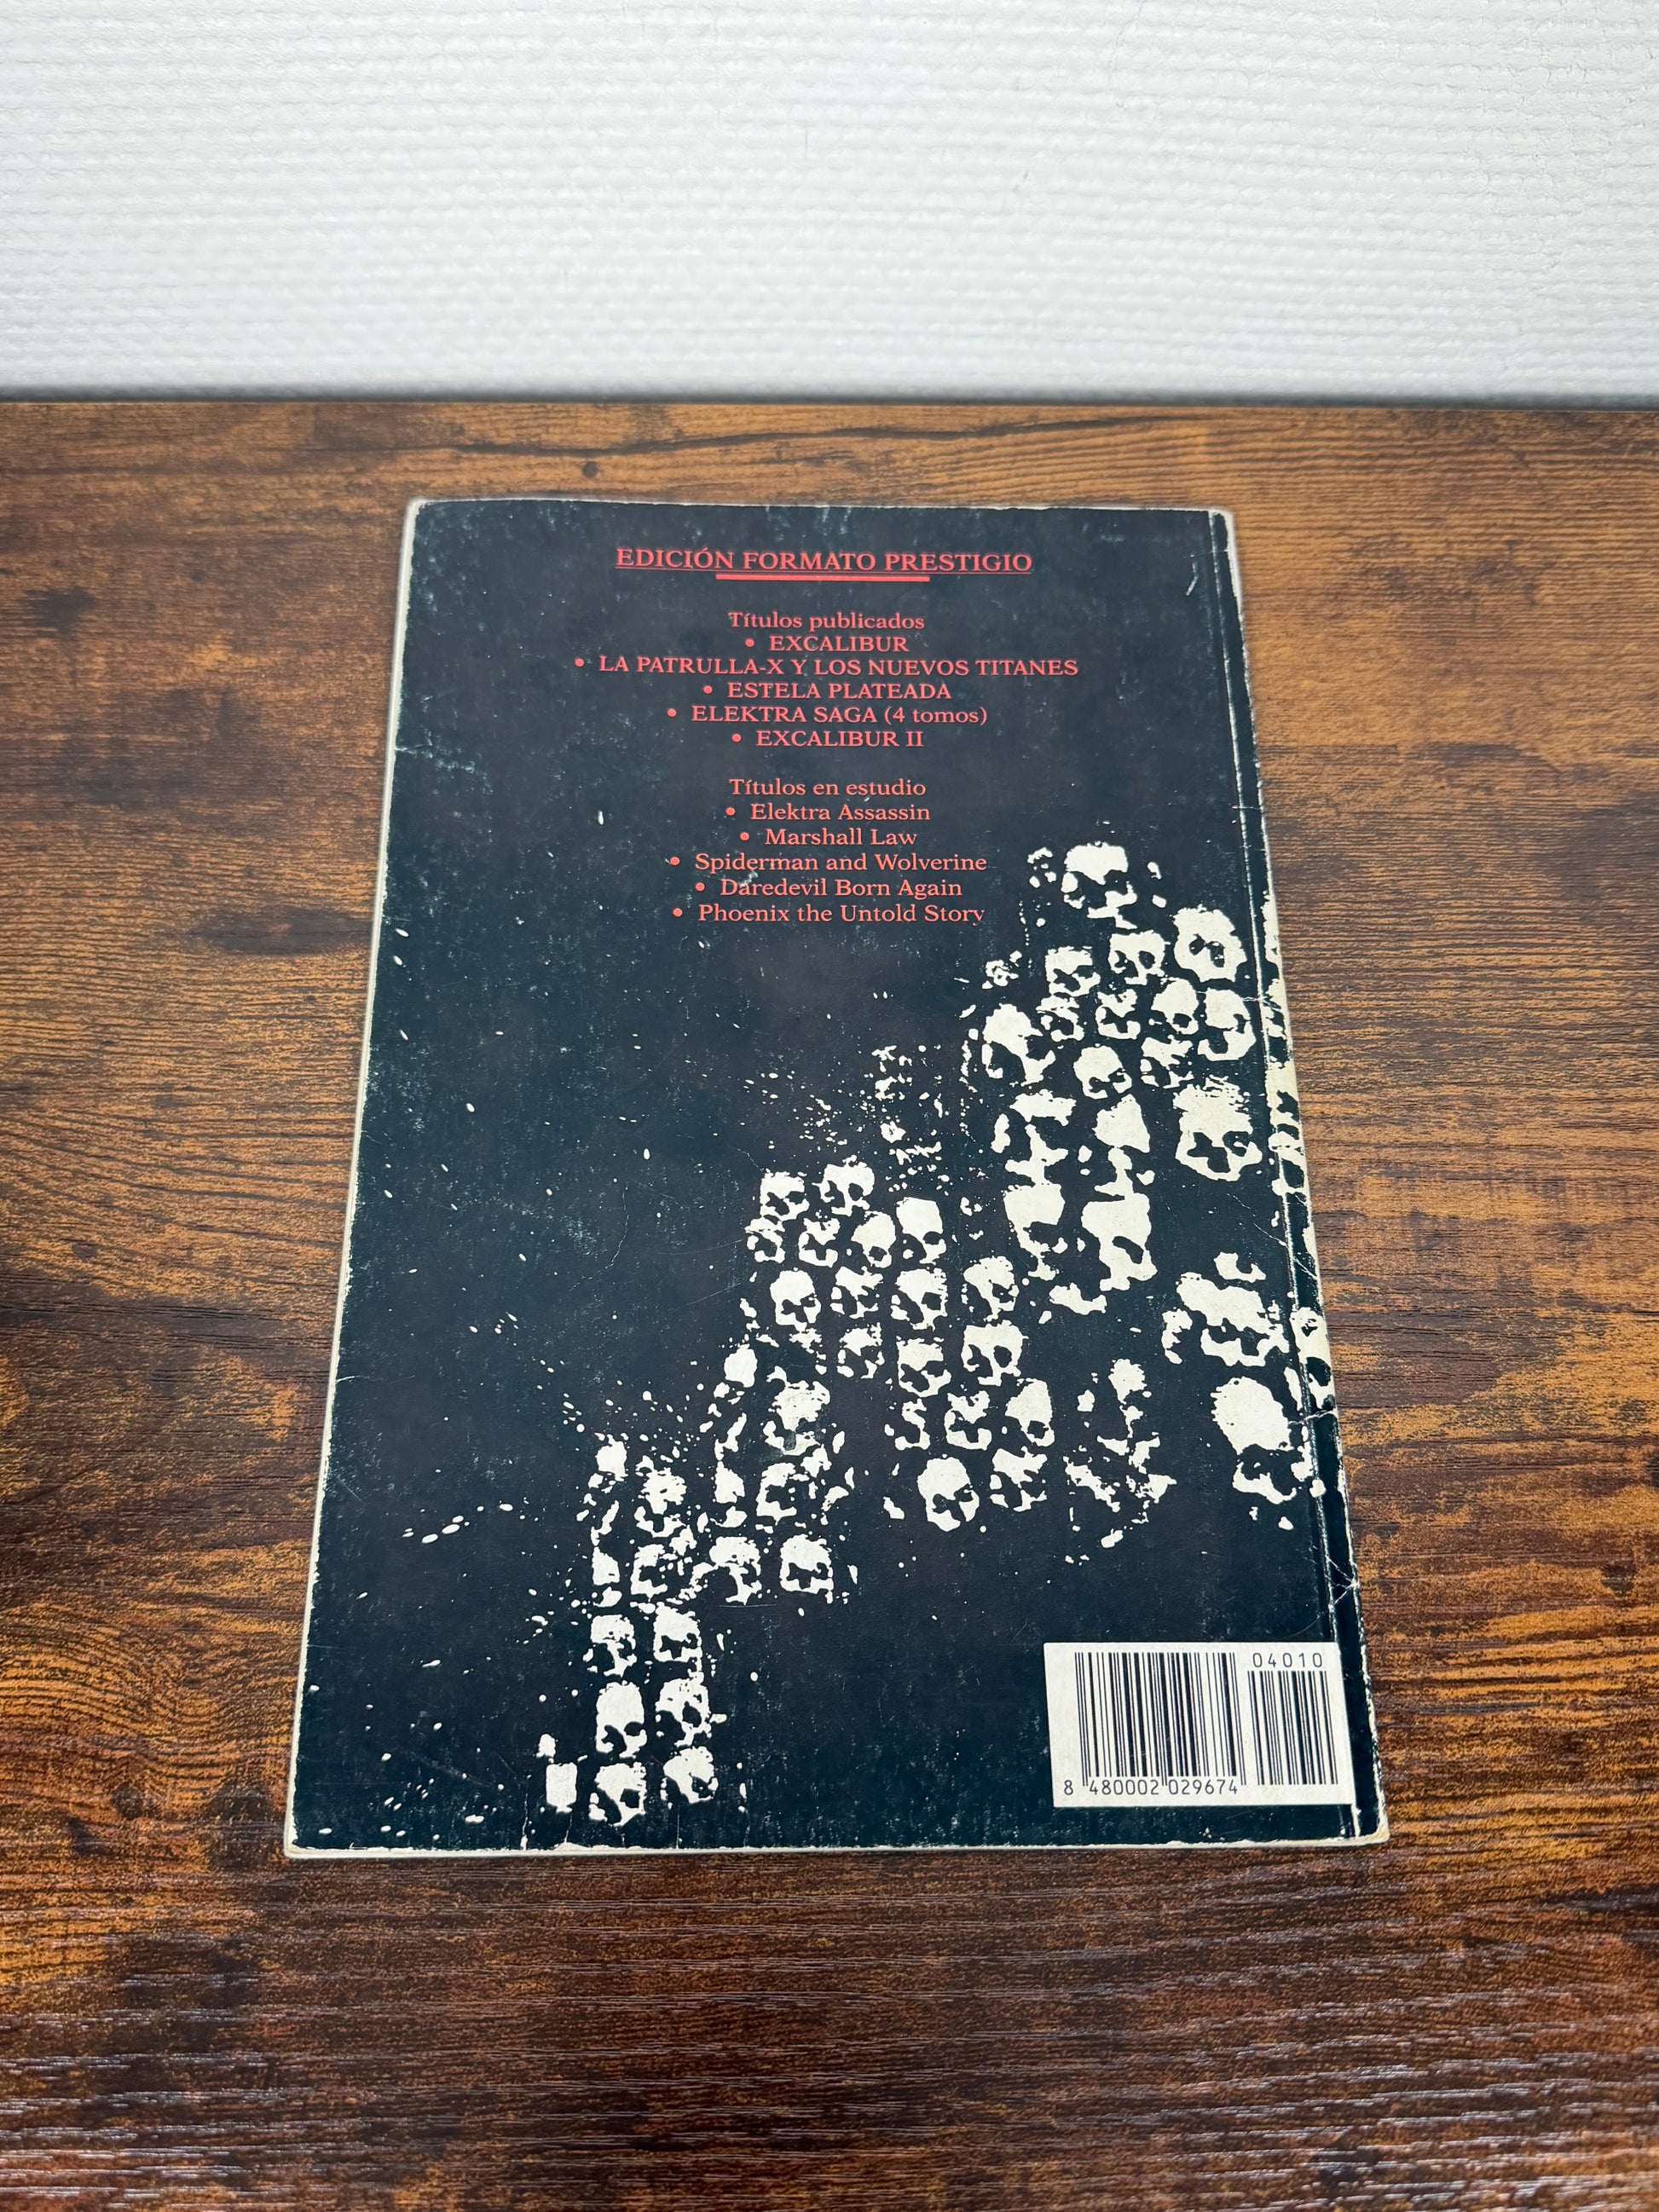 EDICIÓN FORMATO PRESTIGIO
Títulos publicados
• EXCALIBUR
• LA PATRULLA-X Y LOS NUEVOS TITANES
• ESTELA PLATEADA
• ELEKTRA SAGA (4 tomos)
• EXCALIBUR II
Títulos en estudio
• Elektra Assassin
• Marshall Law
• Spiderman and Wolverine
• Daredevil Born Again
• Phoenix the Untold Story
04010
8 480002 029674